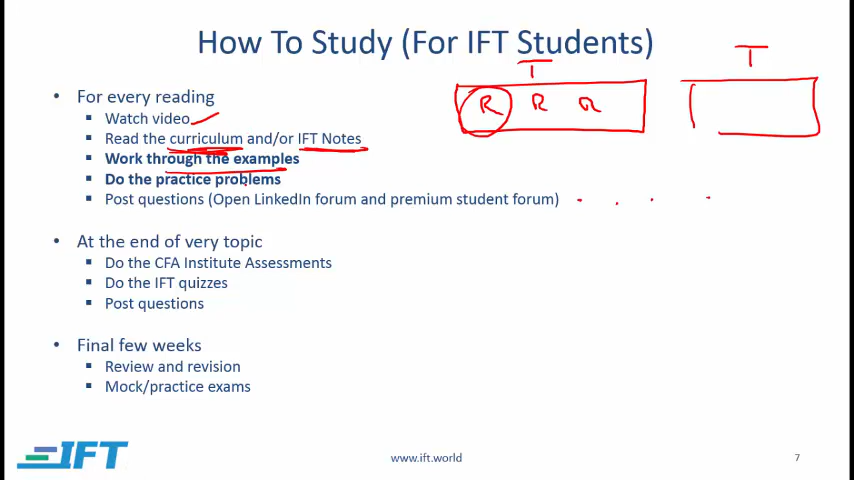 How To Study (For IFT Students)
T
T
R R R
• For every reading
▪ Watch video
▪ Read the curriculum and/or IFT Notes
▪ Work through the examples
▪ Do the practice problems
▪ Post questions (Open LinkedIn forum and premium student forum)
• At the end of very topic
▪ Do the CFA Institute Assessments
▪ Do the IFT quizzes
▪ Post questions
• Final few weeks
▪ Review and revision
▪ Mock/practice exams
IFT
www.ift.world
7